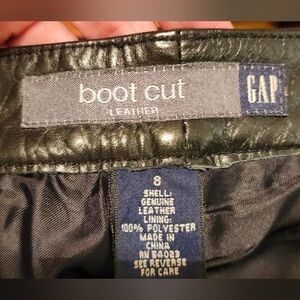 boot cut
LEATHER
GAP
8
SHELL:
GENUINE
LEATHER
LINING:
100% POLYESTER
MADE IN
CHINA
RN 54023
SEE REVERSE
FOR CARE